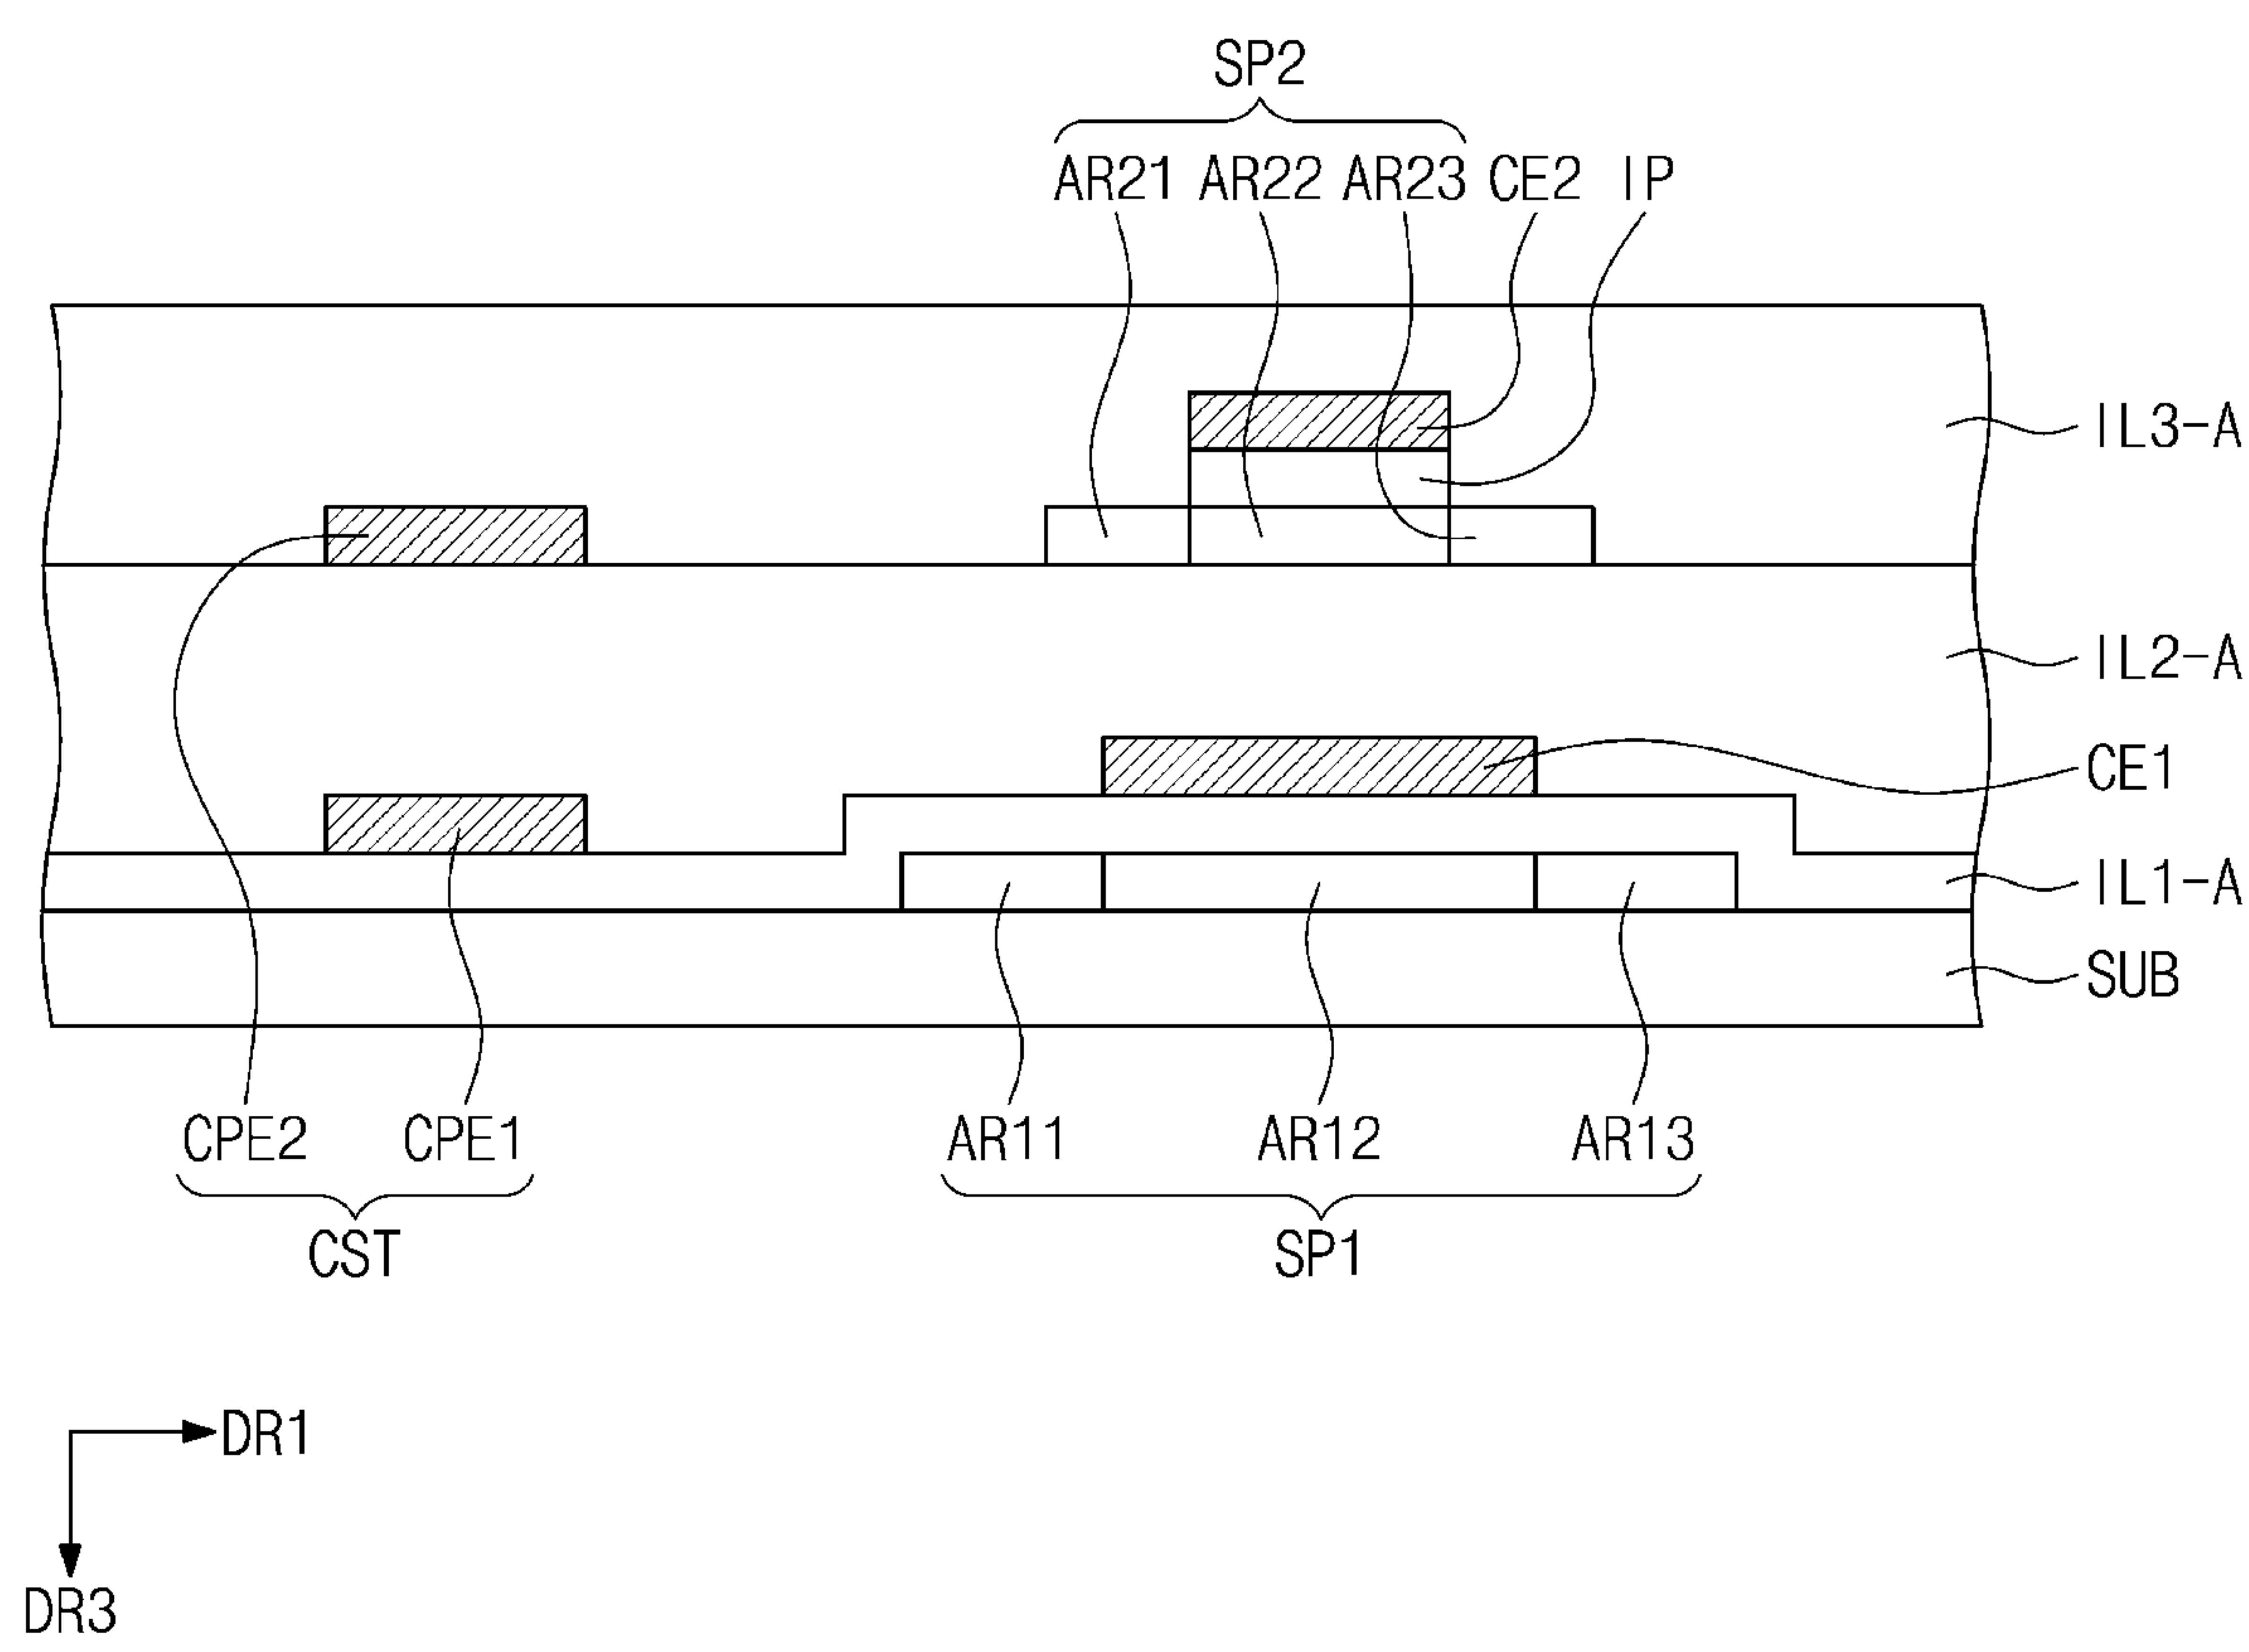 SP2
AR21 AR22 AR23 CE2 IP
IL3-A
IL2-A
CE1
IL1-A
SUB
CPE2 CPE1 AR11 AR12 AR13
CST SP1
DR1
DR3